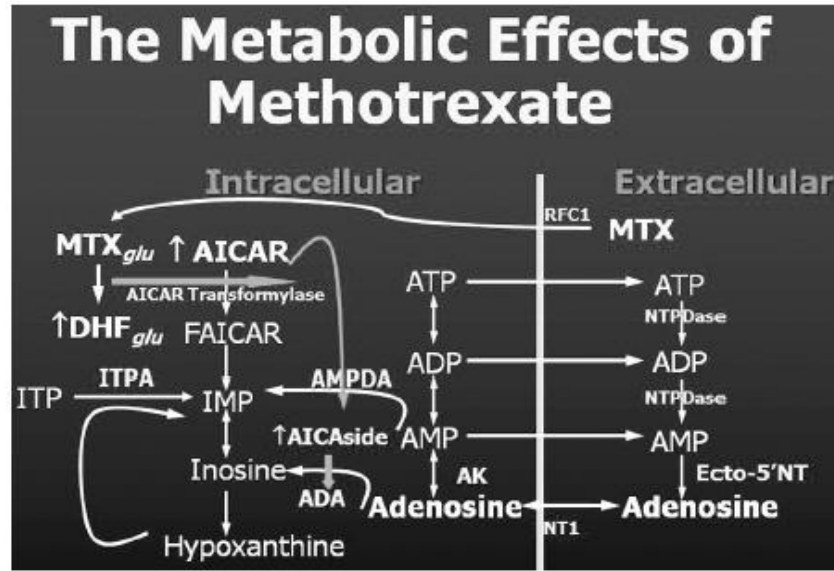 The Metabolic Effects of
Methotrexate
Intracellular
Extracellular
RFC1
MTX
MTXglu ↑ AICAR
AICAR Transformylase
↑DHFglu FAICAR
ATP
ATP
NTPDase
ADP
ADP
NTPDase
ITP
ITPA
IMP
AMPDA
↑AICAside
AMP
AMP
Inosine
ADA
AK
Ecto-5'NT
Adenosine
Adenosine
NT1
Hypoxanthine